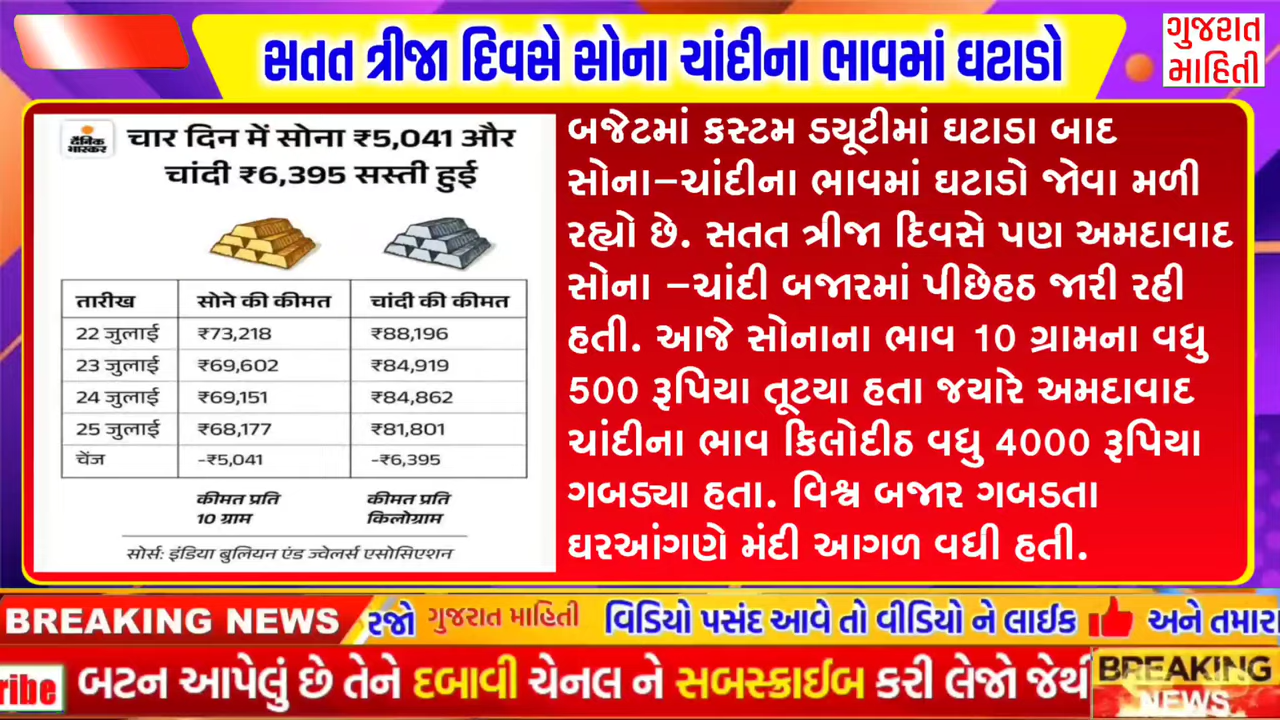 સતત ત્રીજા દિવસે સોના ચાંદીના ભાવમાં ઘટાડો
ગુજરાત
માહિતી
दैनिक
भास्कर
चार दिन में सोना ₹5,041 और
चांदी ₹6,395 सस्ती हुई
तारीख सोने की कीमत चांदी की कीमत
22 जुलाई ₹73,218 ₹88,196
23 जुलाई ₹69,602 ₹84,919
24 जुलाई ₹69,151 ₹84,862
25 जुलाई ₹68,177 ₹81,801
चेंज -₹5,041 -₹6,395
कीमत प्रति कीमत प्रति
10 ग्राम किलोग्राम
सोर्स: इंडिया बुलियन एंड ज्वेलर्स एसोसिएशन
બજેટમાં કસ્ટમ ડયૂટીમાં ઘટાડા બાદ
સોના–ચાંદીના ભાવમાં ઘટાડો જોવા મળી
રહ્યો છે. સતત ત્રીજા દિવસે પણ અમદાવાદ
સોના –ચાંદી બજારમાં પીછેહઠ જારી રહી
હતી. આજે સોનાના ભાવ 10 ગ્રામના વધુ
500 રૂપિયા તૂટયા હતા જયારે અમદાવાદ
ચાંદીના ભાવ કિલોદીઠ વધુ 4000 રૂપિયા
ગબડ્યા હતા. વિશ્વ બજાર ગબડતા
ઘરઆંગણે મંદી આગળ વધી હતી.
BREAKING NEWS રજો ગુજરાત માહિતી વિડિયો પસંદ આવે તો વીડિયો ને લાઈક અને તમારા
ribe બટન આપેલું છે તેને દબાવી ચેનલ ને સબસ્ક્રાઈબ કરી લેજો જેથી
BREAKING
NEWS